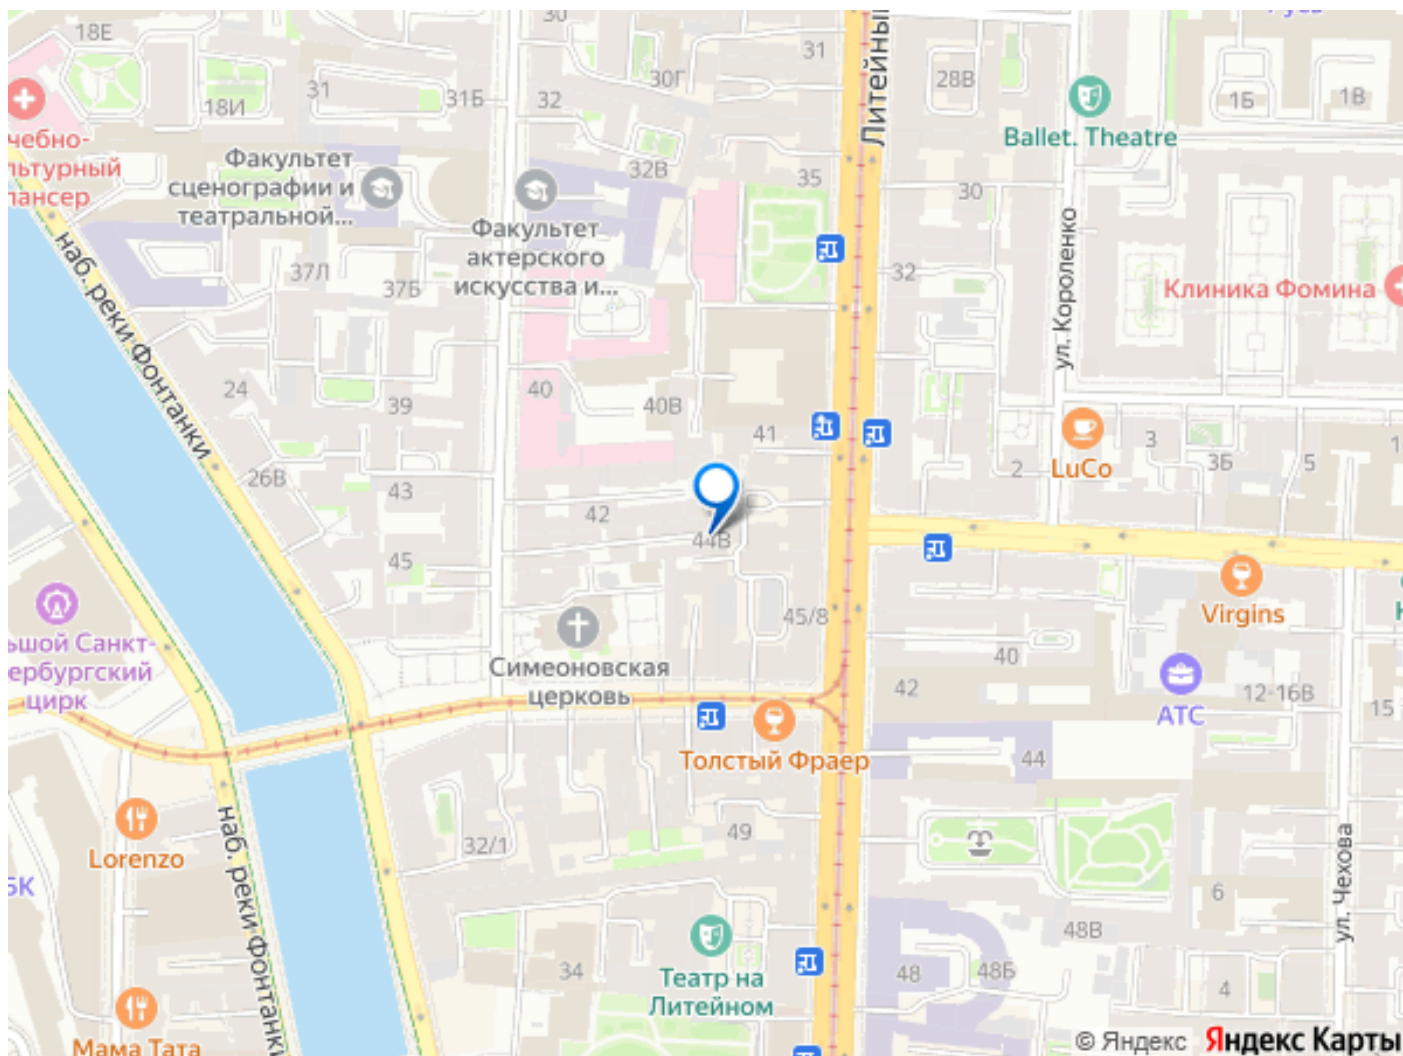 18Е
30
31
Литейный
28В
1Б
1В
31
31Б
32
30Г
18И
Ballet. Theatre
Факультет
сценографии и
театральной...
32В
35
30
Факультет
актерского
искусства и...
наб. реки Фонтанки
37Л
37Б
32
ул. Короленко
Клиника Фомина
24
39
40
40В
41
LuCo
2
3
3Б
5
26В
43
42
44В
45
45/8
Virgins
Симеоновская
церковь
40
42
АТС
12-16В
15
Толстый Фраер
44
Lorenzo
наб. реки Фонтанки
32/1
49
6
ул. Чехова
34
Театр на
Литейном
48
48Б
48В
4
Мама Тата
© Яндекс
Яндекс Карты